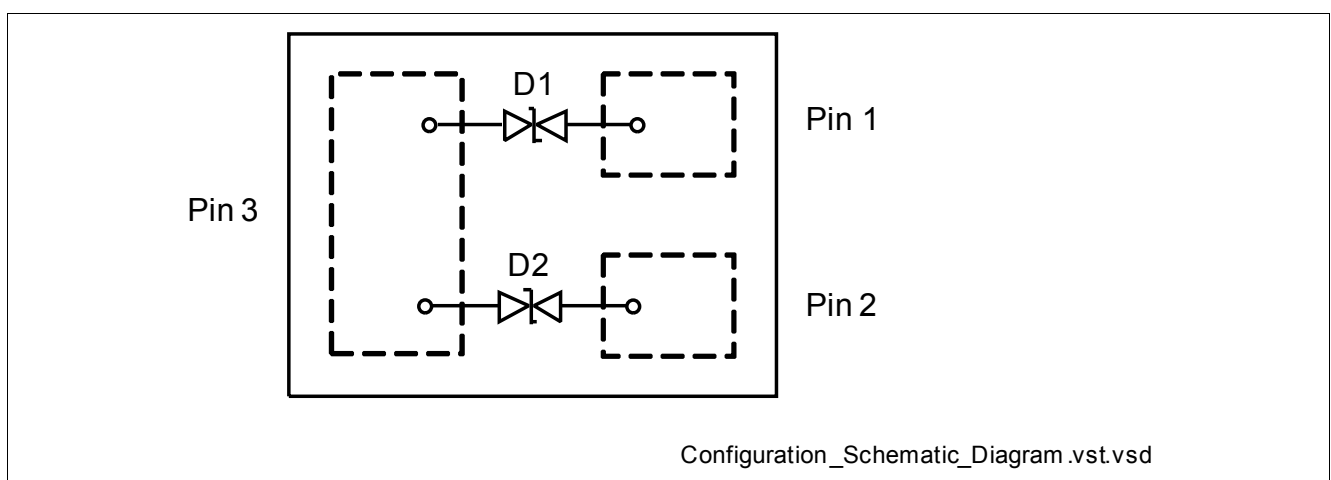 D1
Pin 1
Pin 3
D2
Pin 2
Configuration_Schematic_Diagram.vst.vsd